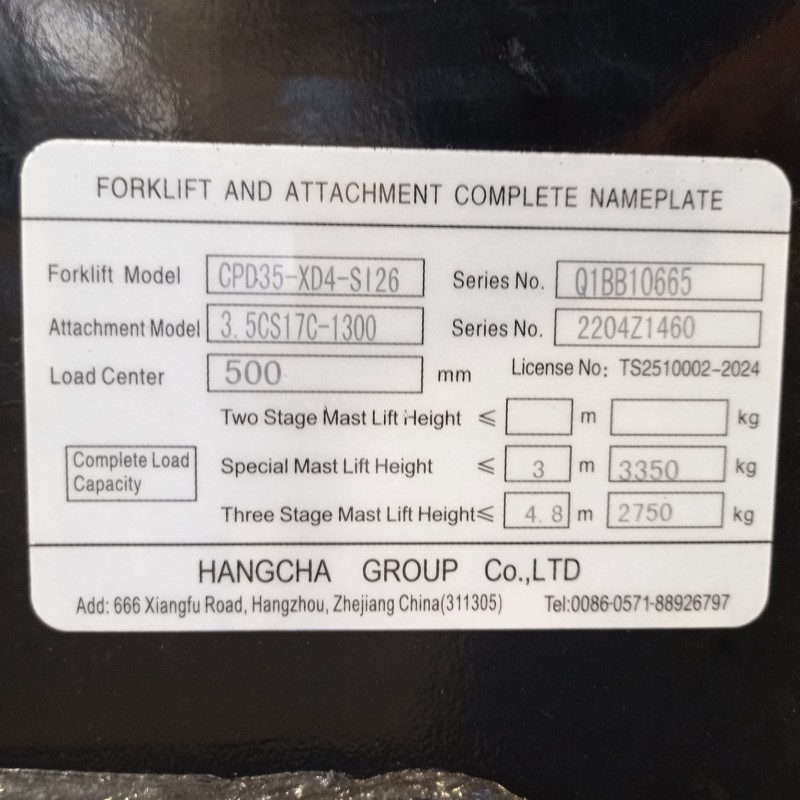 FORKLIFT AND ATTACHMENT COMPLETE NAMEPLATE
Forklift Model CPD35-XD4-SI26 Series No. Q1BB10665
Attachment Model 3.5CS17C-1300 Series No. 2204Z1460
Load Center 500 mm License No: TS2510002-2024
Two Stage Mast Lift Height ≤ m kg
Complete Load Capacity
Special Mast Lift Height ≤ 3 m 3350 kg
Three Stage Mast Lift Height ≤ 4.8 m 2750 kg
HANGCHA GROUP Co.,LTD
Add: 666 Xiangfu Road, Hangzhou, Zhejiang China(311305) Tel:0086-0571-88926797